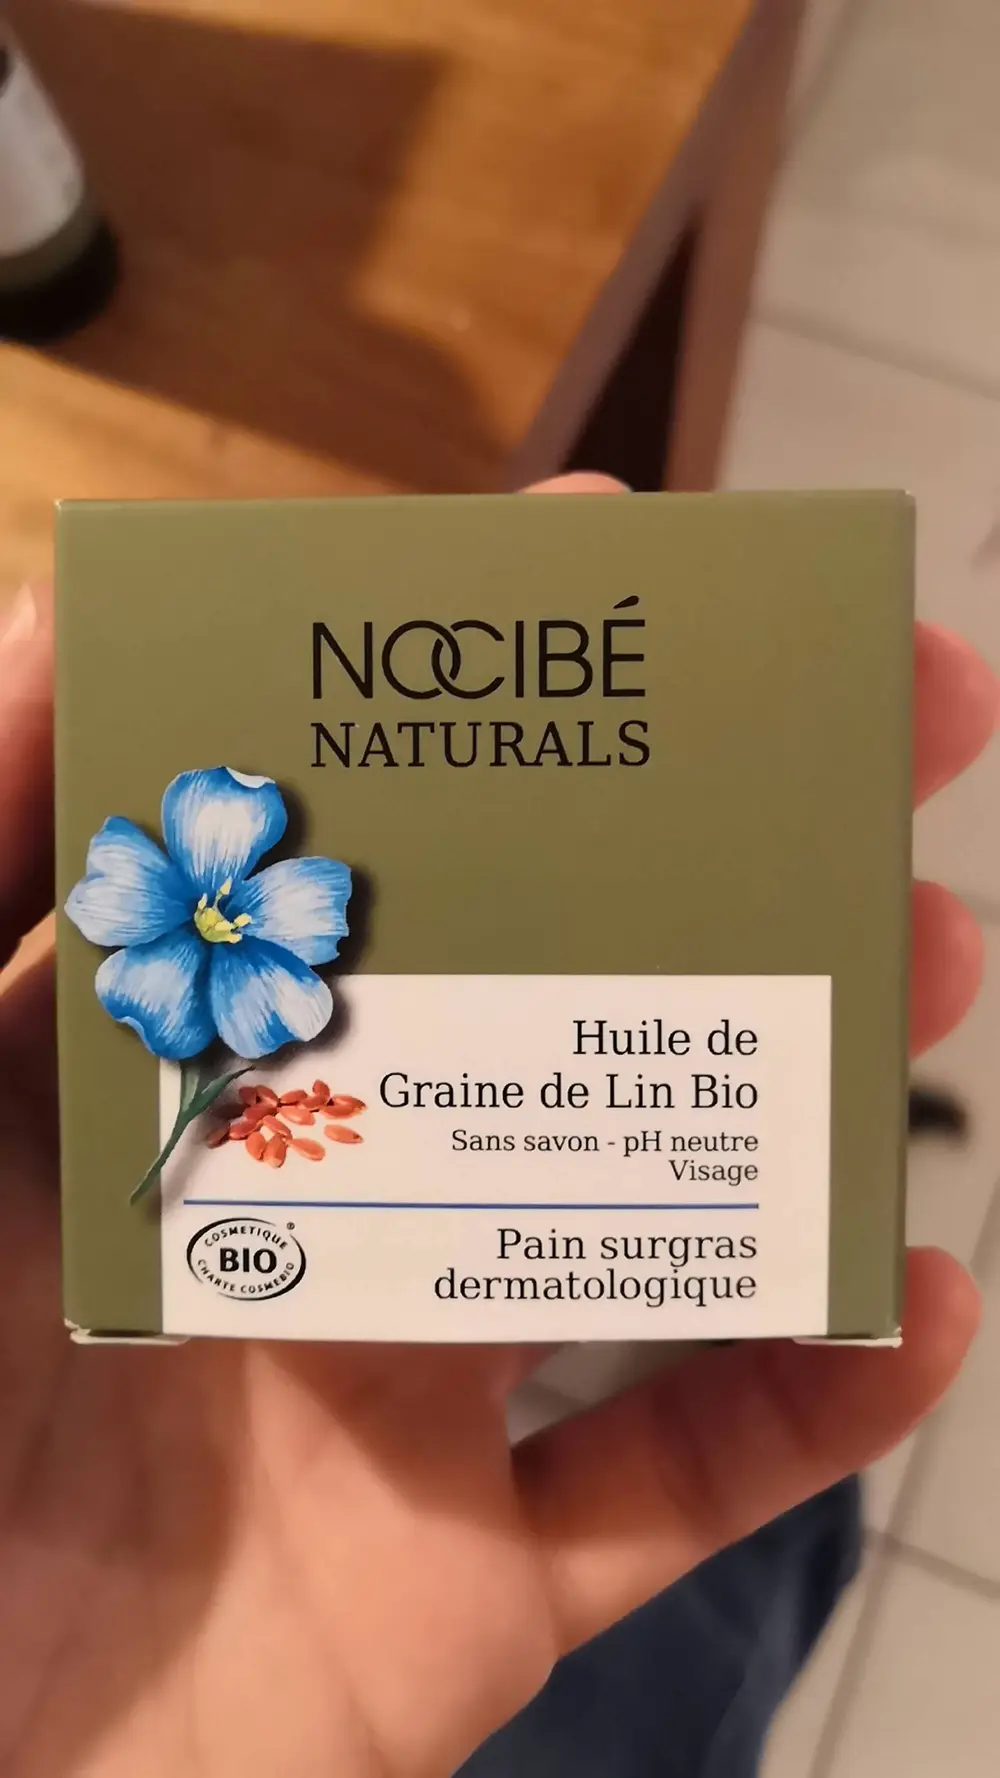 NOCIBÉ
NATURALS
Huile de
Graine de Lin Bio
Sans savon - pH neutre
Visage
COSMETIQUE
BIO
CHARTE COSMEBIO
®
Pain surgras
dermatologique